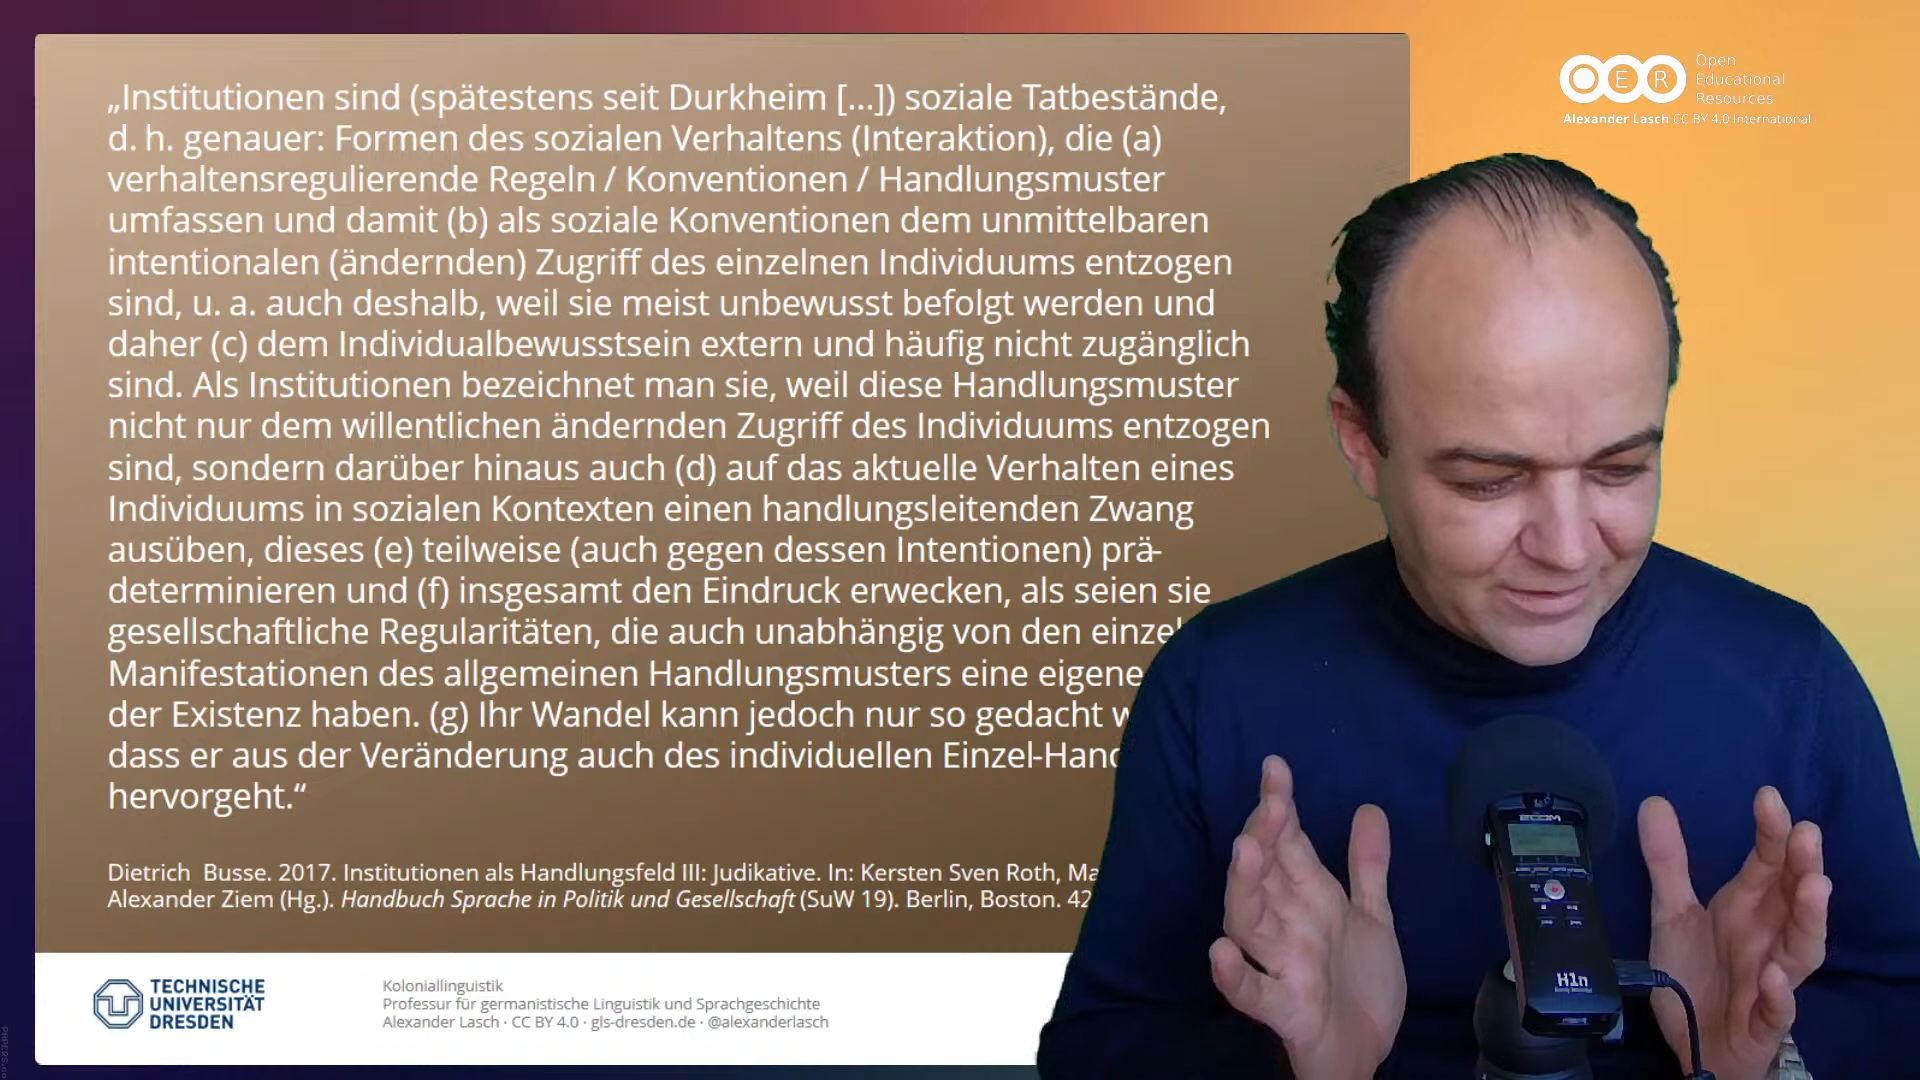 „Institutionen sind (spätestens seit Durkheim [...]) soziale Tatbestände,
d. h. genauer: Formen des sozialen Verhaltens (Interaktion), die (a)
verhaltensregulierende Regeln / Konventionen / Handlungsmuster
umfassen und damit (b) als soziale Konventionen dem unmittelbaren
intentionalen (ändernden) Zugriff des einzelnen Individuums entzogen
sind, u. a. auch deshalb, weil sie meist unbewusst befolgt werden und
daher (c) dem Individualbewusstsein extern und häufig nicht zugänglich
sind. Als Institutionen bezeichnet man sie, weil diese Handlungsmuster
nicht nur dem willentlichen ändernden Zugriff des Individuums entzogen
sind, sondern darüber hinaus auch (d) auf das aktuelle Verhalten eines
Individuums in sozialen Kontexten einen handlungsleitenden Zwang
ausüben, dieses (e) teilweise (auch gegen dessen Intentionen) prä-
determinieren und (f) insgesamt den Eindruck erwecken, als seien sie
gesellschaftliche Regularitäten, die auch unabhängig von den
Manifestationen des allgemeinen Handlungsmusters eine eigene
der Existenz haben. (g) Ihr Wandel kann jedoch nur so gedacht
dass er aus der Veränderung auch des individuellen
hervorgeht.“
Dietrich Busse. 2017. Institutionen als Handlungsfeld III: Judikative. In: Kersten Sven Roth,
Alexander Ziem (Hg.). Handbuch Sprache in Politik und Gesellschaft (SuW 19). Berlin, Boston.
TECHNISCHE
UNIVERSITÄT
DRESDEN
Koloniallinguistik
Professur für germanistische Linguistik und Sprachgeschichte
Alexander Lasch · CC BY 4.0 · gls-dresden.de · @alexanderlasch
OER
Open
Educational
Resources
Alexander Lasch CC BY 4.0 International
ZOOM
H1n